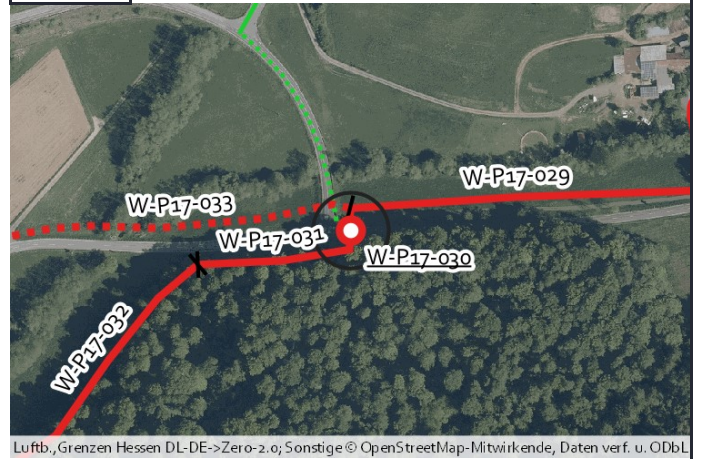 W-P17-029
W-P17-033
W-P17-031
W-P17-030
W-P17-032
Luftb.,Grenzen Hessen DL-DE->Zero-2.0; Sonstige © OpenStreetMap-Mitwirkende, Daten verf. u. ODbL